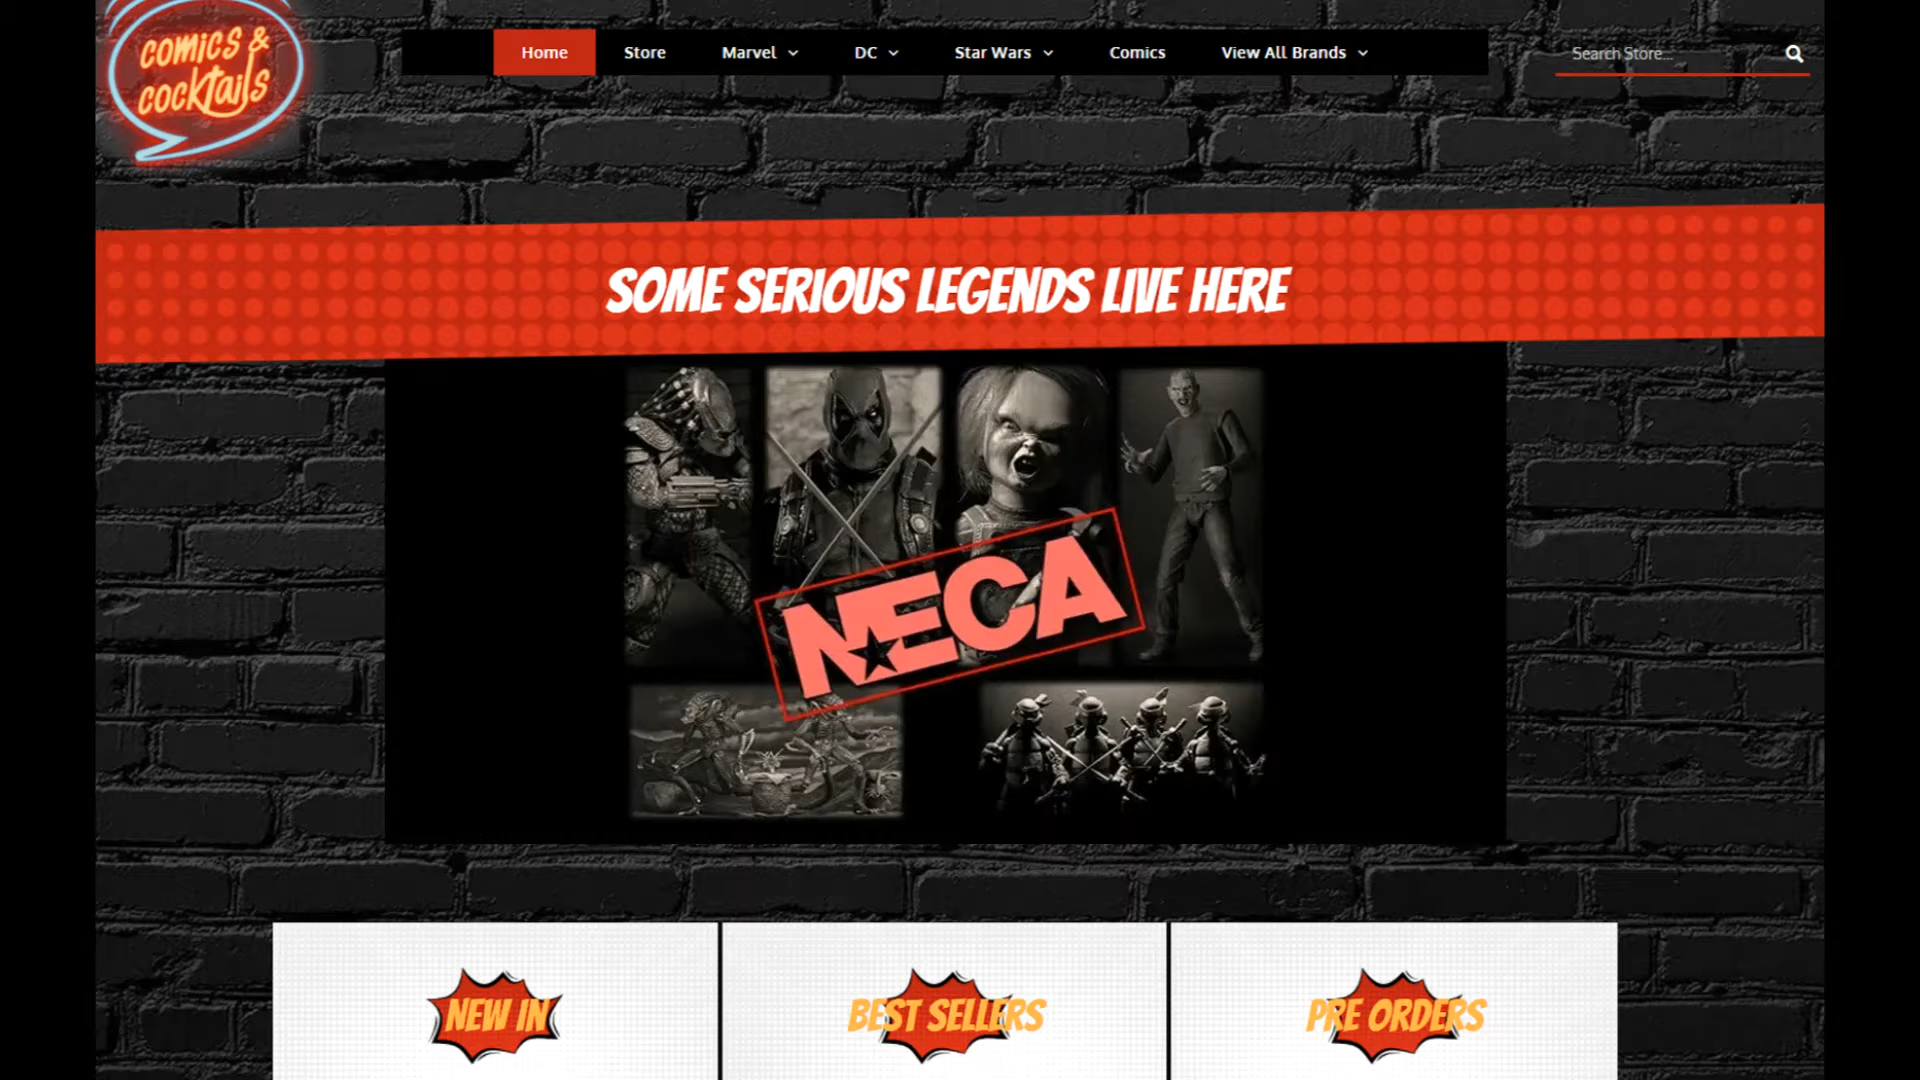 comics &
cocktails
Home Store Marvel DC Star Wars Comics View All Brands Search Store...
SOME SERIOUS LEGENDS LIVE HERE
NECA
NEW IN BEST SELLERS PRE ORDERS